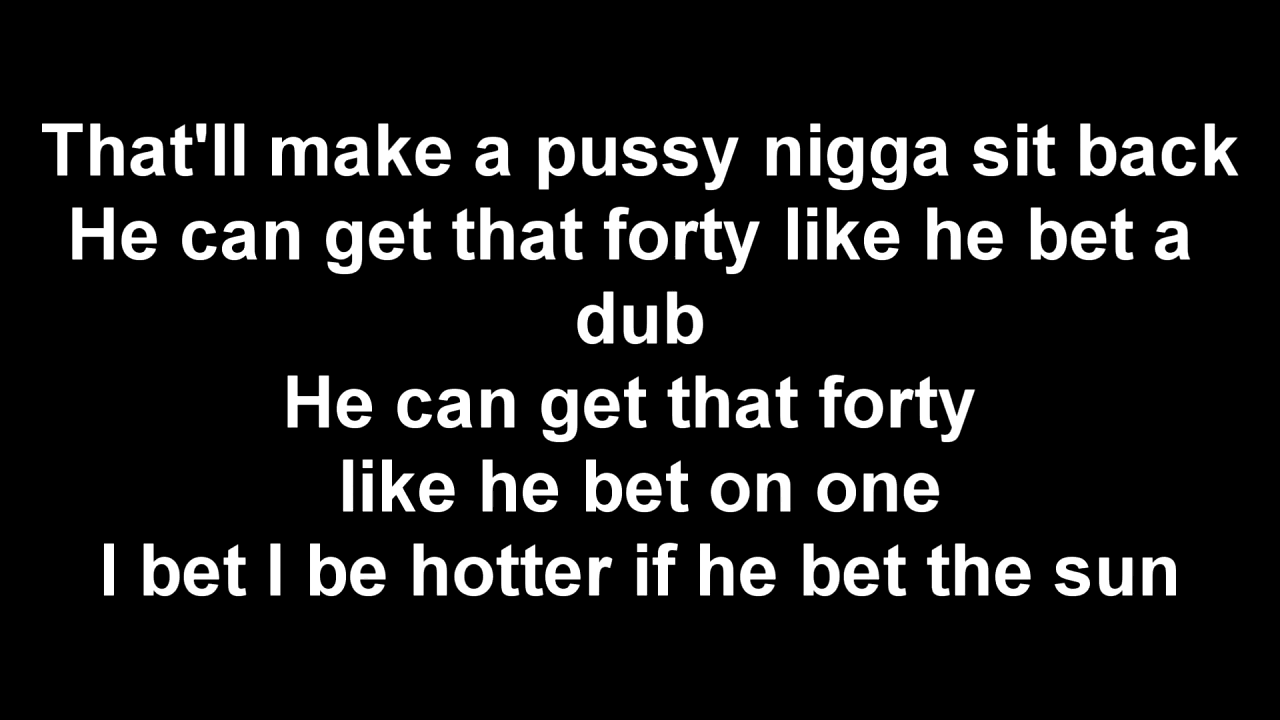 That'll make a pussy nigga sit back
He can get that forty like he bet a
dub
He can get that forty
like he bet on one
I bet I be hotter if he bet the sun